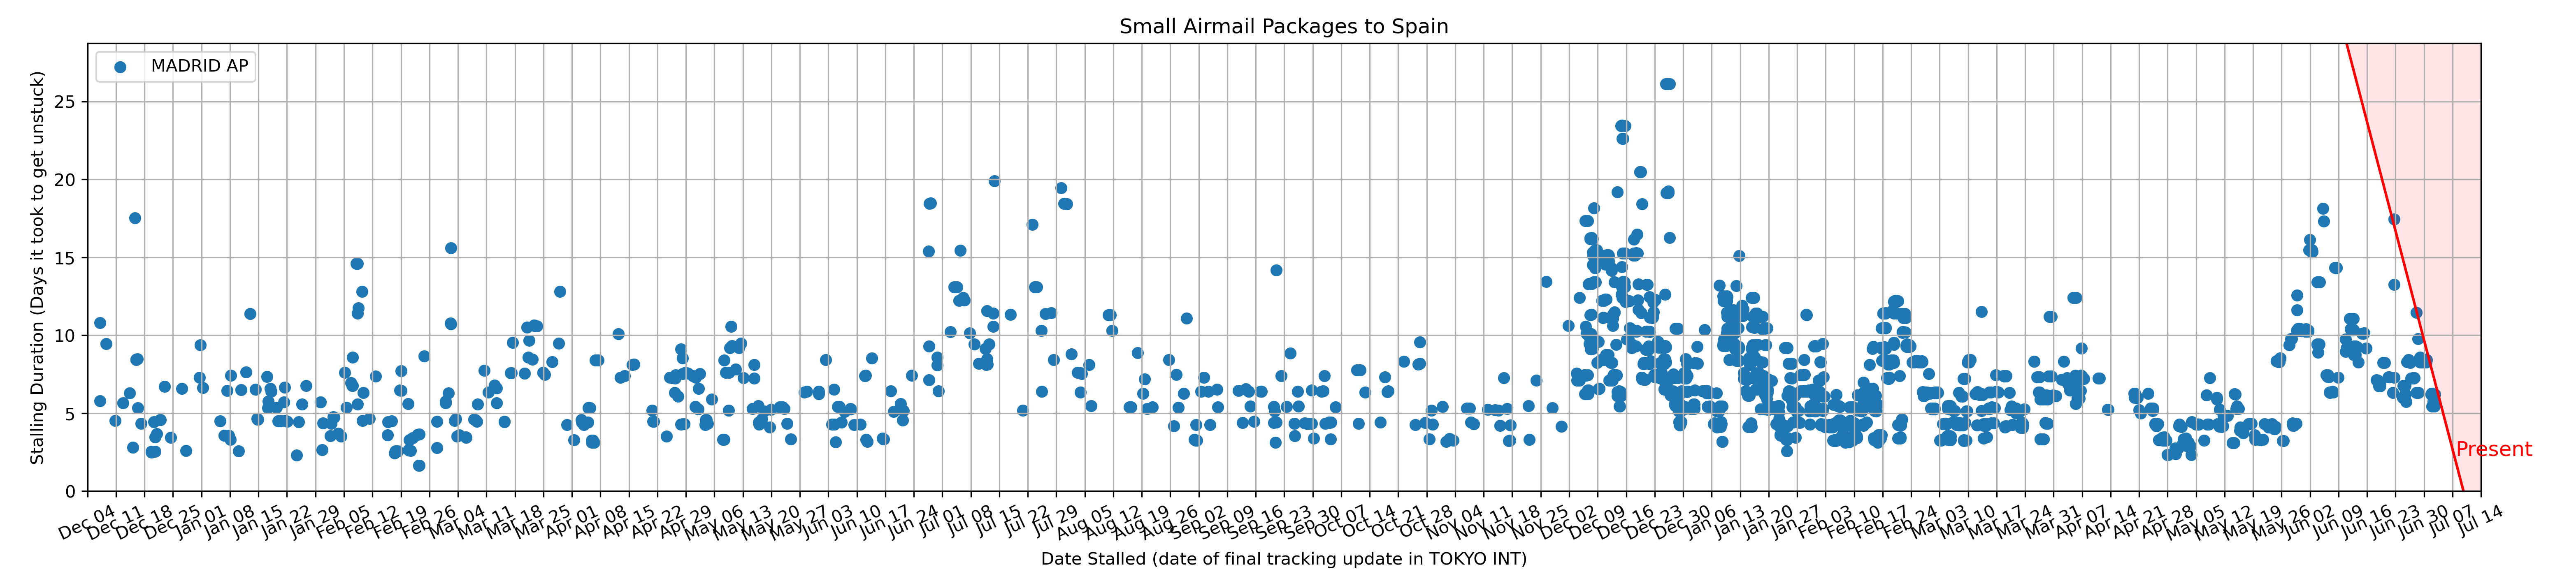 Small Airmail Packages to Spain
MADRID AP
Stalling Duration (Days it took to get unstuck)
25
20
15
10
5
0
Present
Dec 04
Dec 11
Dec 18
Dec 25
Jan 01
Jan 08
Jan 15
Jan 22
Jan 29
Feb 05
Feb 12
Feb 19
Feb 26
Mar 04
Mar 11
Mar 18
Mar 25
Apr 01
Apr 08
Apr 15
Apr 22
Apr 29
May 06
May 13
May 20
May 27
Jun 03
Jun 10
Jun 17
Jun 24
Jul 01
Jul 08
Jul 15
Jul 22
Jul 29
Aug 05
Aug 12
Aug 19
Aug 26
Sep 02
Sep 09
Sep 16
Sep 23
Sep 30
Oct 07
Oct 14
Oct 21
Oct 28
Nov 04
Nov 11
Nov 18
Nov 25
Dec 02
Dec 09
Dec 16
Dec 23
Dec 30
Jan 06
Jan 13
Jan 20
Jan 27
Feb 03
Feb 10
Feb 17
Feb 24
Mar 03
Mar 10
Mar 17
Mar 24
Mar 31
Apr 07
Apr 14
Apr 21
Apr 28
May 05
May 12
May 19
May 26
Jun 02
Jun 09
Jun 16
Jun 23
Jun 30
Jul 07
Jul 14
Date Stalled (date of final tracking update in TOKYO INT)